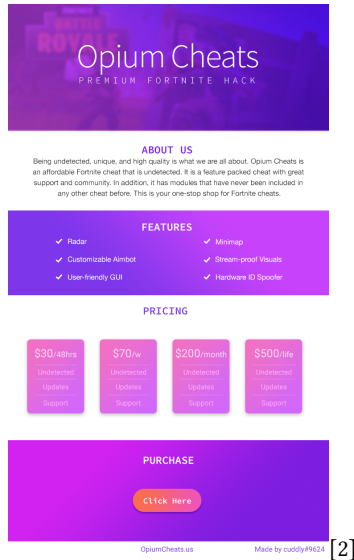 BATTLE
ROYALE
Opium Cheats
PREMIUM FORTNITE HACK
ABOUT US
Being undetected, unique, and high quality is what we are all about. Opium Cheats is
an affordable Fortnite cheat that is undetected. It is a feature packed cheat with great
support and community. In addition, it has modules that have never been included in
any other cheat before. This is your one-stop shop for Fortnite cheats.
FEATURES
Radar
Minimap
Customizable Aimbot
Stream-proof Visuals
User-friendly GUI
Hardware ID Spoofer
PRICING
$30/48hrs
Undetected
Updates
Support
$70/w
Undetected
Updates
Support
$200/month
Undetected
Updates
Support
$500/life
Undetected
Updates
Support
PURCHASE
Click Here
OpiumCheats.us
Made by cuddly#9624
[2]